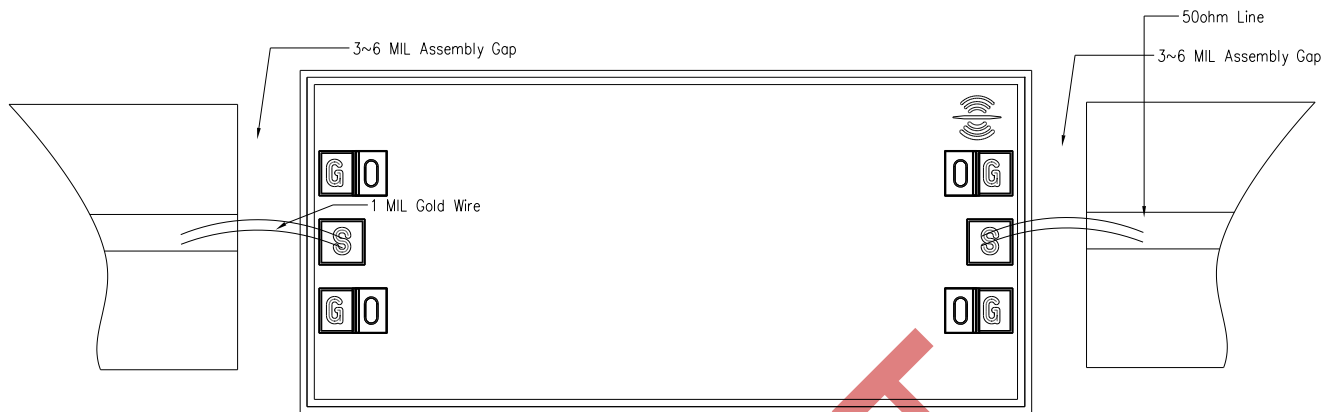 50ohm Line
3~6 MIL Assembly Gap
3~6 MIL Assembly Gap
G O
O G
1 MIL Gold Wire
S
S
G O
O G